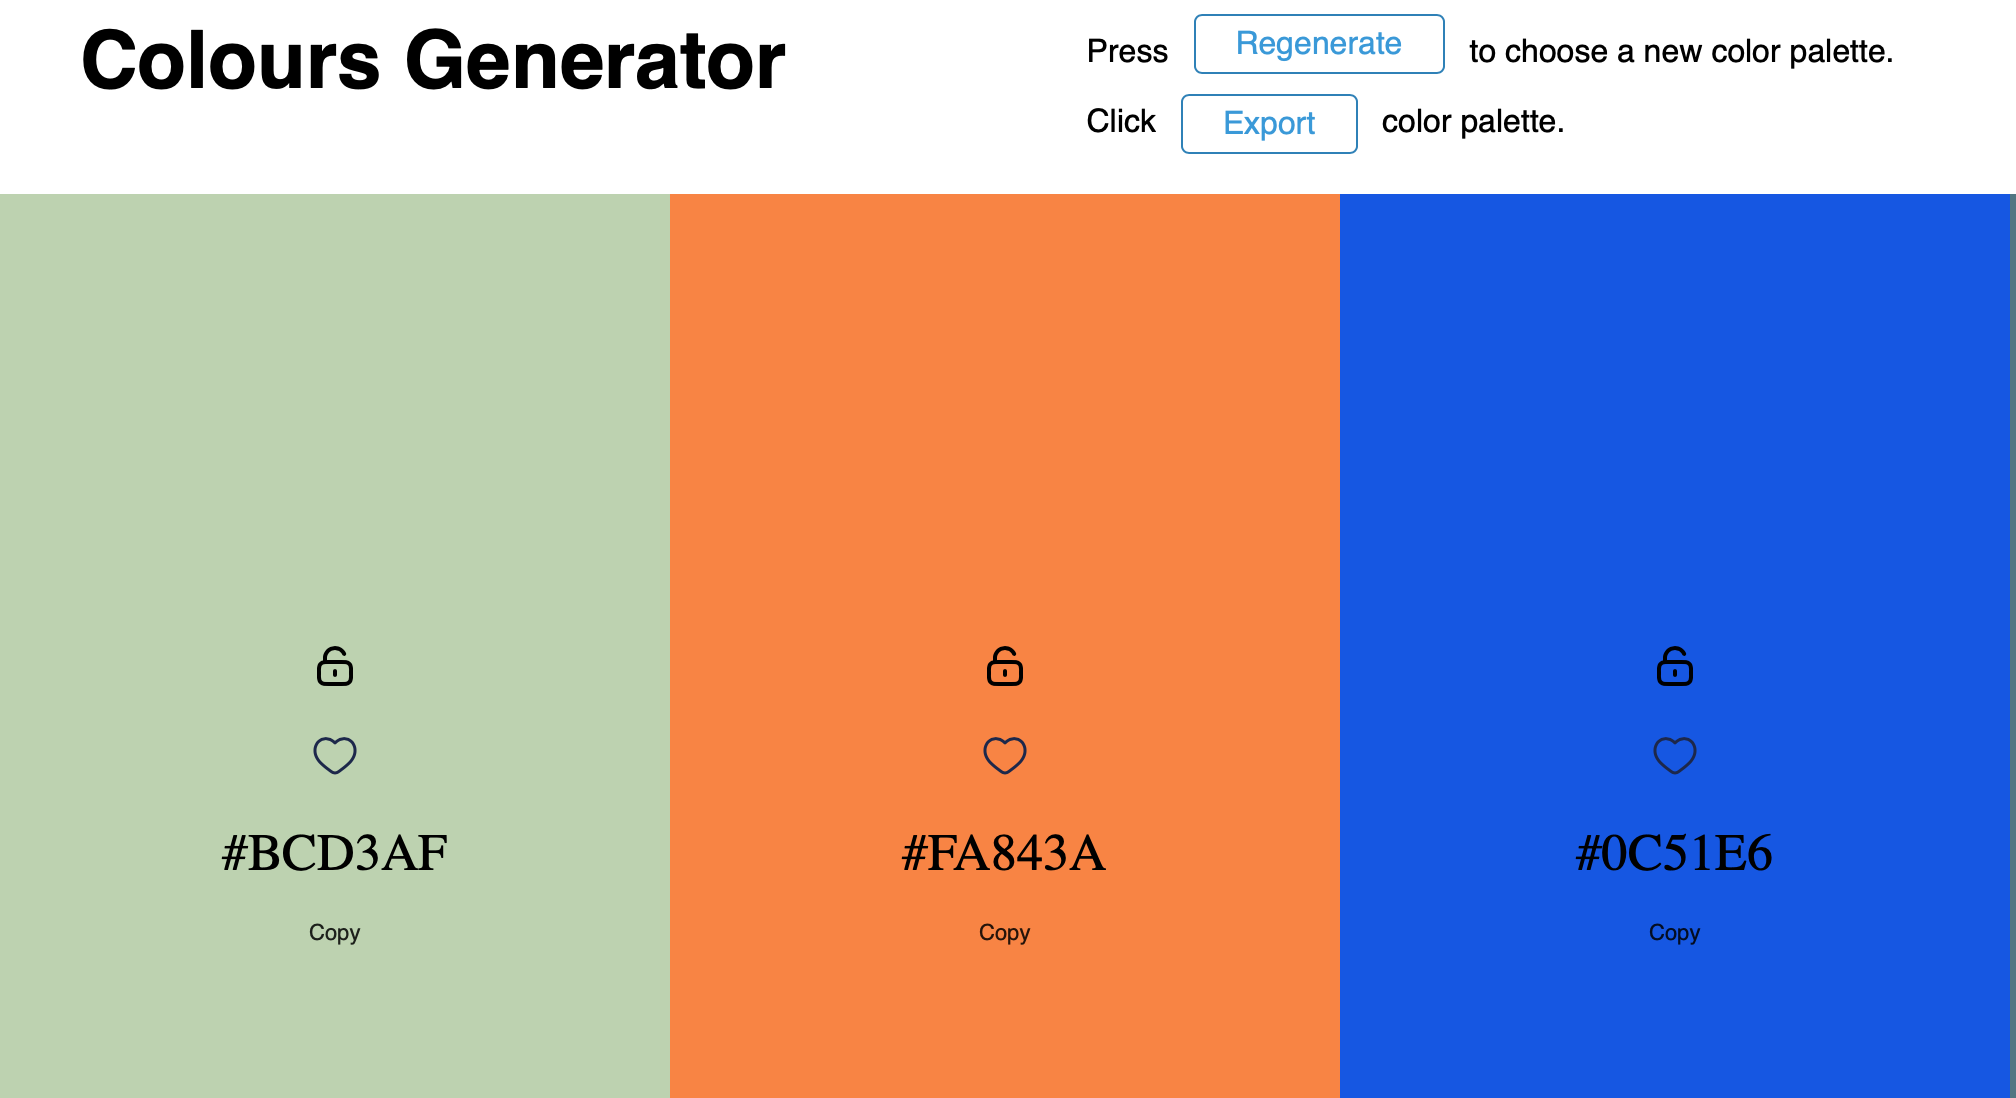 Colours Generator
Press Regenerate to choose a new color palette.
Click Export color palette.
#BCD3AF
Copy
#FA843A
Copy
#0C51E6
Copy